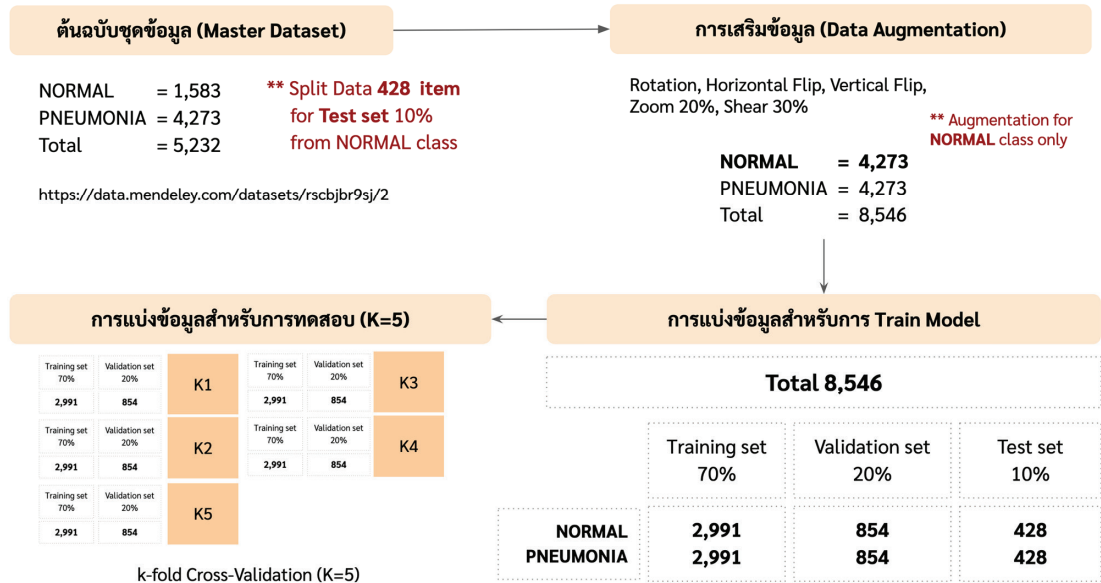 ต้นฉบับชุดข้อมูล (Master Dataset)
NORMAL = 1,583
PNEUMONIA = 4,273
Total = 5,232
** Split Data 428 item
for Test set 10%
from NORMAL class
https://data.mendeley.com/datasets/rscbjbr9sj/2
การเสริมข้อมูล (Data Augmentation)
Rotation, Horizontal Flip, Vertical Flip,
Zoom 20%, Shear 30%
** Augmentation for
NORMAL class only
NORMAL = 4,273
PNEUMONIA = 4,273
Total = 8,546
การแบ่งข้อมูลสำหรับการทดสอบ (K=5)
Training set Validation set
70% 20%
2,991 854
K1
Training set Validation set
70% 20%
2,991 854
K3
Training set Validation set
70% 20%
2,991 854
K2
Training set Validation set
70% 20%
2,991 854
K4
Training set Validation set
70% 20%
2,991 854
K5
k-fold Cross-Validation (K=5)
การแบ่งข้อมูลสำหรับการ Train Model
Total 8,546
Training set Validation set Test set
70% 20% 10%
NORMAL 2,991 854 428
PNEUMONIA 2,991 854 428